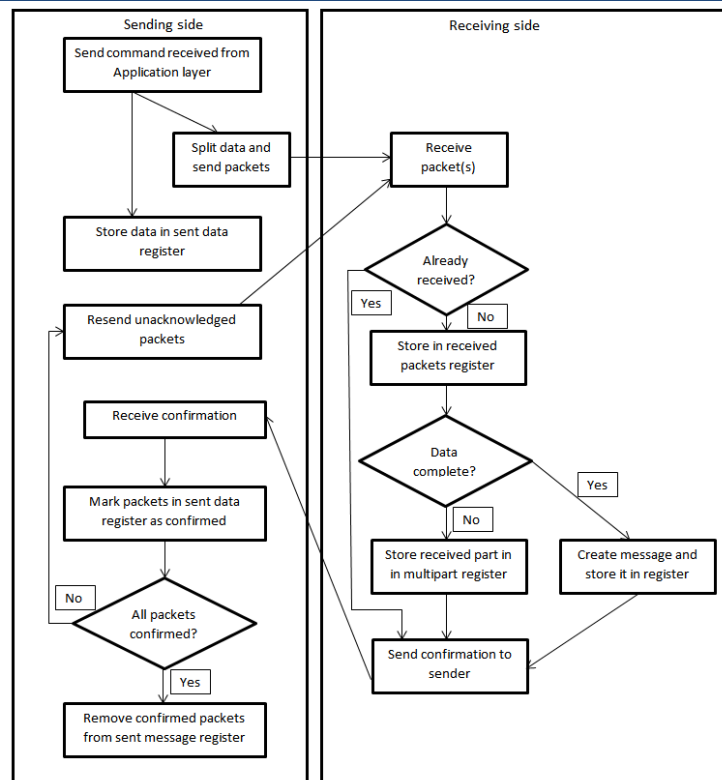 Sending side
Send command received from
Application layer
Split data and
send packets
Store data in sent data
register
Resend unacknowledged
packets
Receive confirmation
Mark packets in sent data
register as confirmed
No
All packets
confirmed?
Yes
Remove confirmed packets
from sent message register
Receiving side
Receive
packet(s)
Already
received?
Yes
No
Store in received
packets register
Data
complete?
Yes
No
Store received part in
in multipart register
Create message and
store it in register
Send confirmation to
sender